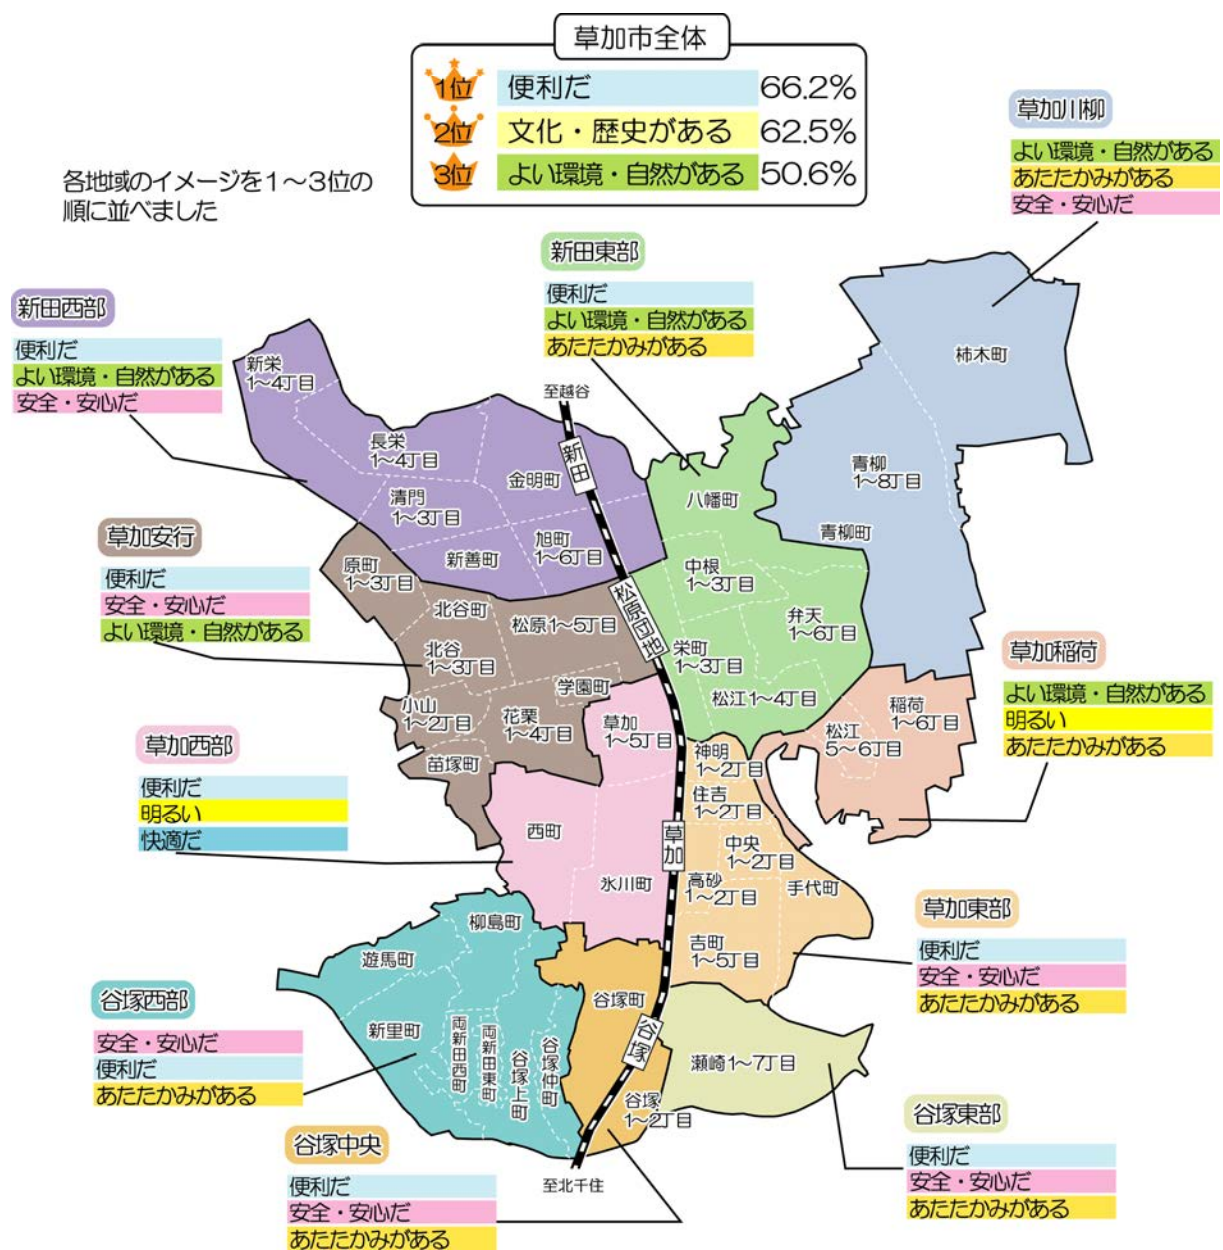 草加市全体
1位 便利だ 66.2%
2位 文化・歴史がある 62.5%
3位 よい環境・自然がある 50.6%
各地域のイメージを1〜3位の
順に並べました
草加川柳
よい環境・自然がある
あたたかみがある
安全・安心だ
新田東部
便利だ
よい環境・自然がある
あたたかみがある
新田西部
便利だ
よい環境・自然がある
安全・安心だ
草加安行
便利だ
安全・安心だ
よい環境・自然がある
草加西部
便利だ
明るい
快適だ
草加稲荷
よい環境・自然がある
明るい
あたたかみがある
草加東部
便利だ
安全・安心だ
あたたかみがある
谷塚西部
安全・安心だ
便利だ
あたたかみがある
谷塚中央
便利だ
安全・安心だ
あたたかみがある
谷塚東部
便利だ
安全・安心だ
あたたかみがある
至越谷
新田
松原団地
草加
谷塚
至北千住
新栄
1〜4丁目
長栄
1〜4丁目
金明町
清門
1〜3丁目
新善町
旭町
1〜6丁目
八幡町
中根
1〜3丁目
弁天
1〜6丁目
栄町
1〜3丁目
松江1〜4丁目
柿木町
青柳
1〜8丁目
青柳町
原町
1〜3丁目
北谷町
北谷
1〜3丁目
松原1〜5丁目
学園町
小山
1〜2丁目
花栗
1〜4丁目
苗塚町
草加
1〜5丁目
西町
氷川町
稲荷
1〜6丁目
松江
5〜6丁目
神明
1〜2丁目
住吉
1〜2丁目
中央
1〜2丁目
高砂
1〜2丁目
手代町
吉町
1〜5丁目
柳島町
遊馬町
新里町
両新田西町
両新田東町
谷塚上町
谷塚仲町
谷塚町
谷塚
1〜2丁目
瀬崎1〜7丁目